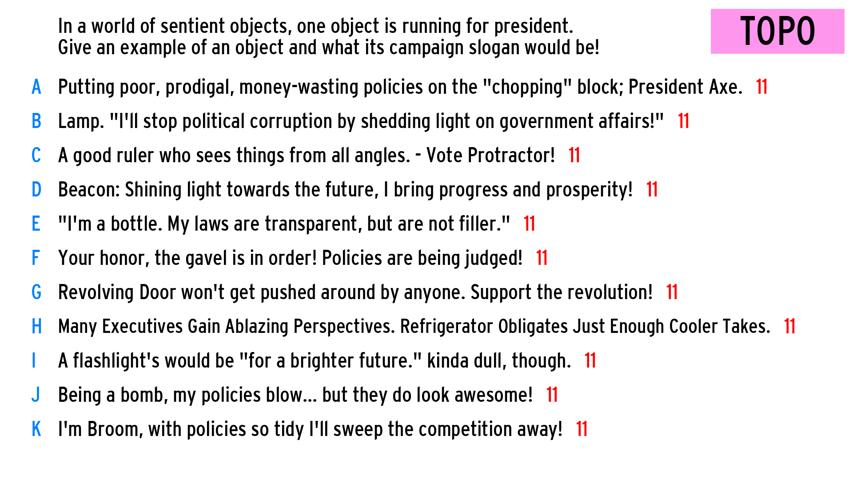 In a world of sentient objects, one object is running for president.
Give an example of an object and what its campaign slogan would be!
TOPO
A Putting poor, prodigal, money-wasting policies on the "chopping" block; President Axe. 11
B Lamp. "I'll stop political corruption by shedding light on government affairs!" 11
C A good ruler who sees things from all angles. - Vote Protractor! 11
D Beacon: Shining light towards the future, I bring progress and prosperity! 11
E "I'm a bottle. My laws are transparent, but are not filler." 11
F Your honor, the gavel is in order! Policies are being judged! 11
G Revolving Door won't get pushed around by anyone. Support the revolution! 11
H Many Executives Gain Ablazing Perspectives. Refrigerator Obligates Just Enough Cooler Takes. 11
I A flashlight's would be "for a brighter future." kinda dull, though. 11
J Being a bomb, my policies blow... but they do look awesome! 11
K I'm Broom, with policies so tidy I'll sweep the competition away! 11